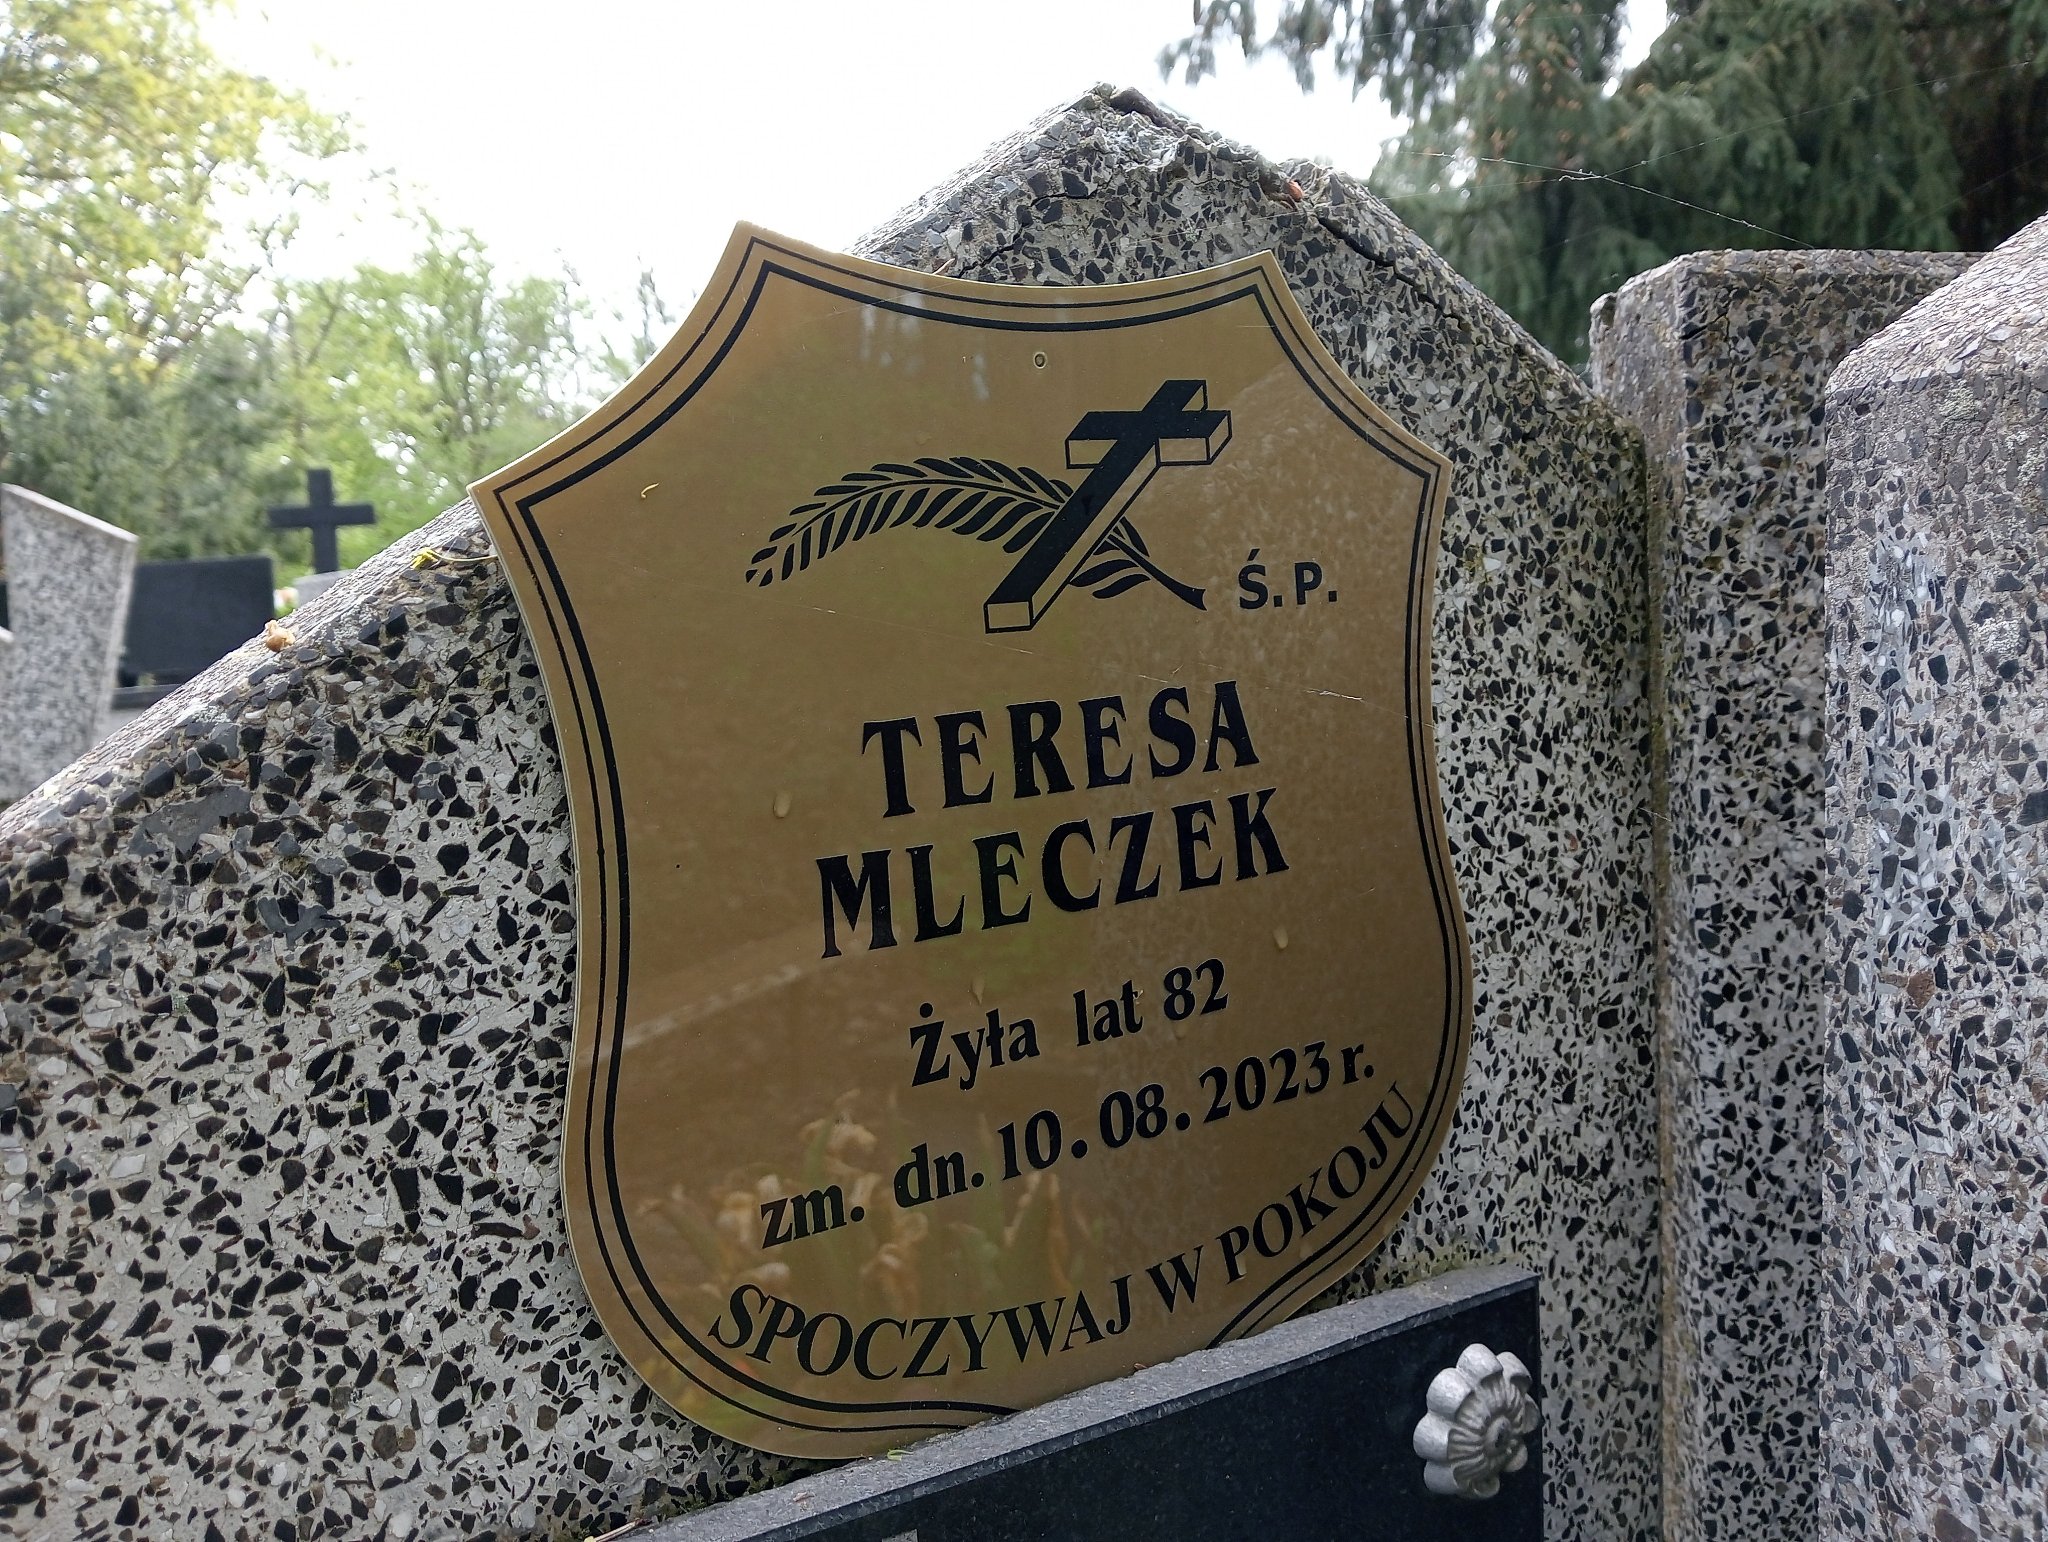 Ś.P.
TERESA
MLECZEK
Żyła lat 82
zm. dn. 10.08.2023 r.
SPOCZYWAJ W POKOJU